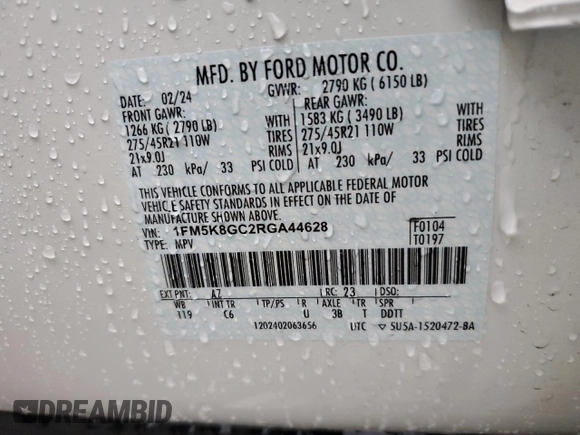 MFD. BY FORD MOTOR CO.
DATE: 02/24 GVWR: 2790 KG ( 6150 LB)
FRONT GAWR: REAR GAWR:
1266 KG ( 2790 LB) WITH 1583 KG ( 3490 LB) WITH
275/45R21 110W TIRES 275/45R21 110W TIRES
21x9.0J RIMS 21x9.0J RIMS
AT 230 kPa/ 33 PSI COLD AT 230 kPa/ 33 PSI COLD
THIS VEHICLE CONFORMS TO ALL APPLICABLE FEDERAL MOTOR
VEHICLE SAFETY STANDARDS IN EFFECT ON THE DATE OF
MANUFACTURE SHOWN ABOVE.
VIN: 1FM5K8GC2RGA44628 F0104
TYPE: MPV T0197
EXT PNT: AZ RC: 23 DSO:
WB INT TR TP/PS R AXLE TR SPR
119 C6 U 3B T DDTT
1202402063656 UTC ▽ 5U5A-1520472-BA
DREAMBID